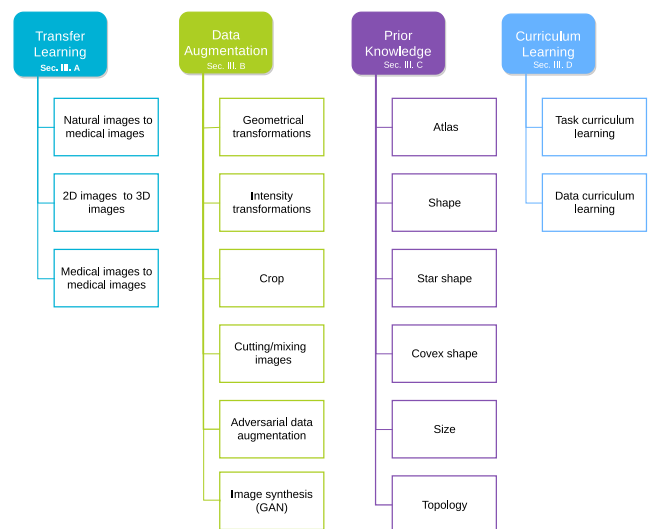 Transfer
Learning
Sec. III. A
Natural images to
medical images
2D images to 3D
images
Medical images to
medical images
Data
Augmentation
Sec. III. B
Geometrical
transformations
Intensity
transformations
Crop
Cutting/mixing
images
Adversarial data
augmentation
Image synthesis
(GAN)
Prior
Knowledge
Sec. III. C
Atlas
Shape
Star shape
Covex shape
Size
Topology
Curriculum
Learning
Sec. III. D
Task curriculum
learning
Data curriculum
learning